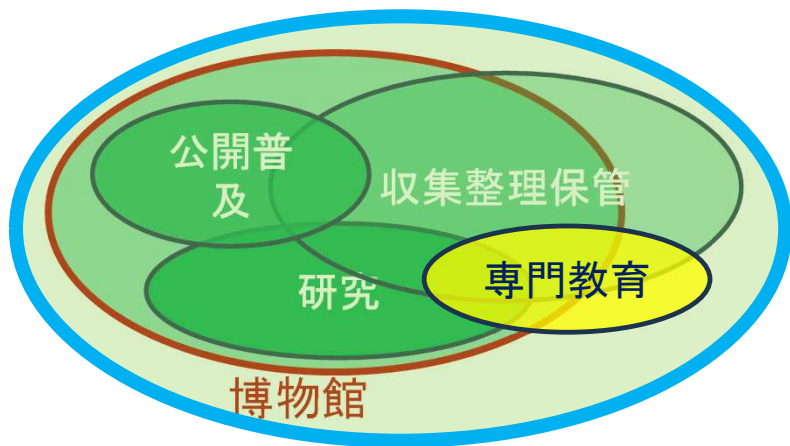 公開普
及
収集整理保管
専門教育
研究
博物館